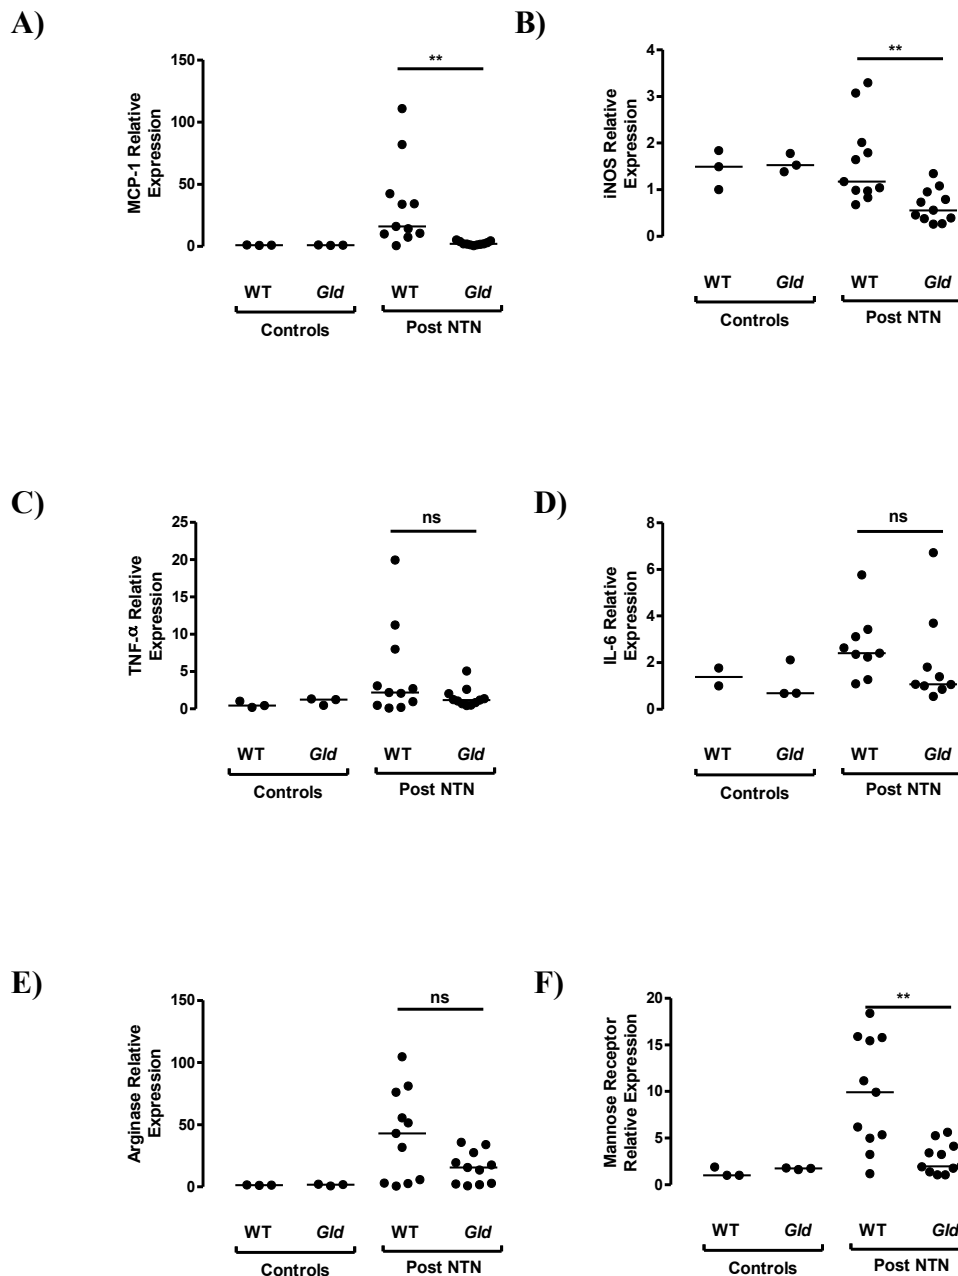 A)
MCP-1 Relative
Expression
150
100
50
0
**
WT
Gld
WT
Gld
Controls
Post NTN
B)
iNOS Relative
Expression
4
3
2
1
0
**
WT
Gld
WT
Gld
Controls
Post NTN
C)
TNF-α Relative
Expression
25
20
15
10
5
0
ns
WT
Gld
WT
Gld
Controls
Post NTN
D)
IL-6 Relative
Expression
8
6
4
2
0
ns
WT
Gld
WT
Gld
Controls
Post NTN
E)
Arginase Relative
Expression
150
100
50
0
ns
WT
Gld
WT
Gld
Controls
Post NTN
F)
Mannose Receptor
Relative Expression
20
15
10
5
0
**
WT
Gld
WT
Gld
Controls
Post NTN